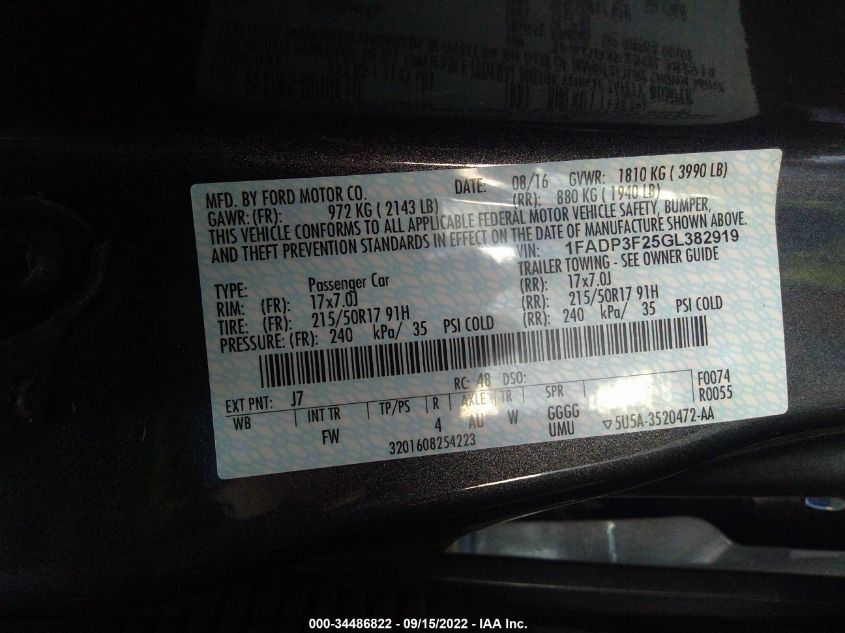 MFD. BY FORD MOTOR CO. DATE: 08/16 GVWR: 1810 KG ( 3990 LB)
GAWR: (FR): 972 KG ( 2143 LB) (RR): 880 KG ( 1940 LB)
THIS VEHICLE CONFORMS TO ALL APPLICABLE FEDERAL MOTOR VEHICLE SAFETY, BUMPER,
AND THEFT PREVENTION STANDARDS IN EFFECT ON THE DATE OF MANUFACTURE SHOWN ABOVE.
VIN: 1FADP3F25GL382919
TYPE: Passenger Car TRAILER TOWING - SEE OWNER GUIDE
RIM: (FR): 17x7.0J (RR): 17x7.0J
TIRE: (FR): 215/50R17 91H (RR): 215/50R17 91H
PRESSURE: (FR): 240 kPa/ 35 PSI COLD (RR): 240 kPa/ 35 PSI COLD
EXT PNT: J7 RC: 48 DSO: F0074
WB INT TR TP/PS R AXLE TR SPR R0055
FW 4 AU W GGGG ▽5U5A-3520472-AA
UMU
3201608254223
000-34486822 - 09/15/2022 - IAA Inc.